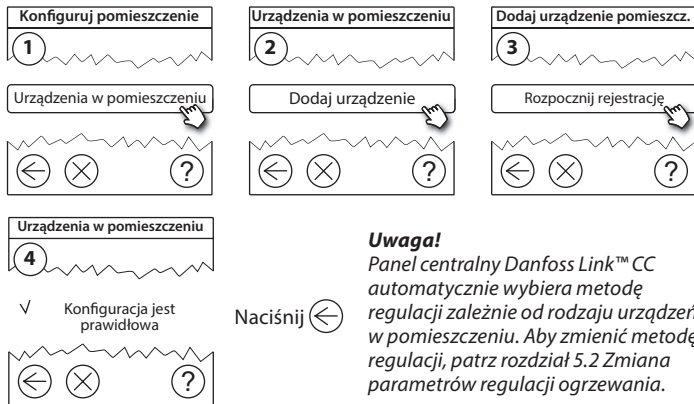 Konfiguruj pomieszczenie
1
Urządzenia w pomieszczeniu
Urządzenia w pomieszczeniu
2
Dodaj urządzenie
?
Dodaj urządzenie pomieszcz.
3
Rozpocznij rejestrację
?
?
Urządzenia w pomieszczeniu
4
√ Konfiguracja jest
prawidłowa
?
Naciśnij
Uwaga!
Panel centralny Danfoss Link™ CC
automatycznie wybiera metodę
regulacji zależnie od rodzaju urządzeń
w pomieszczeniu. Aby zmienić metodę
regulacji, patrz rozdział 5.2 Zmiana
parametrów regulacji ogrzewania.